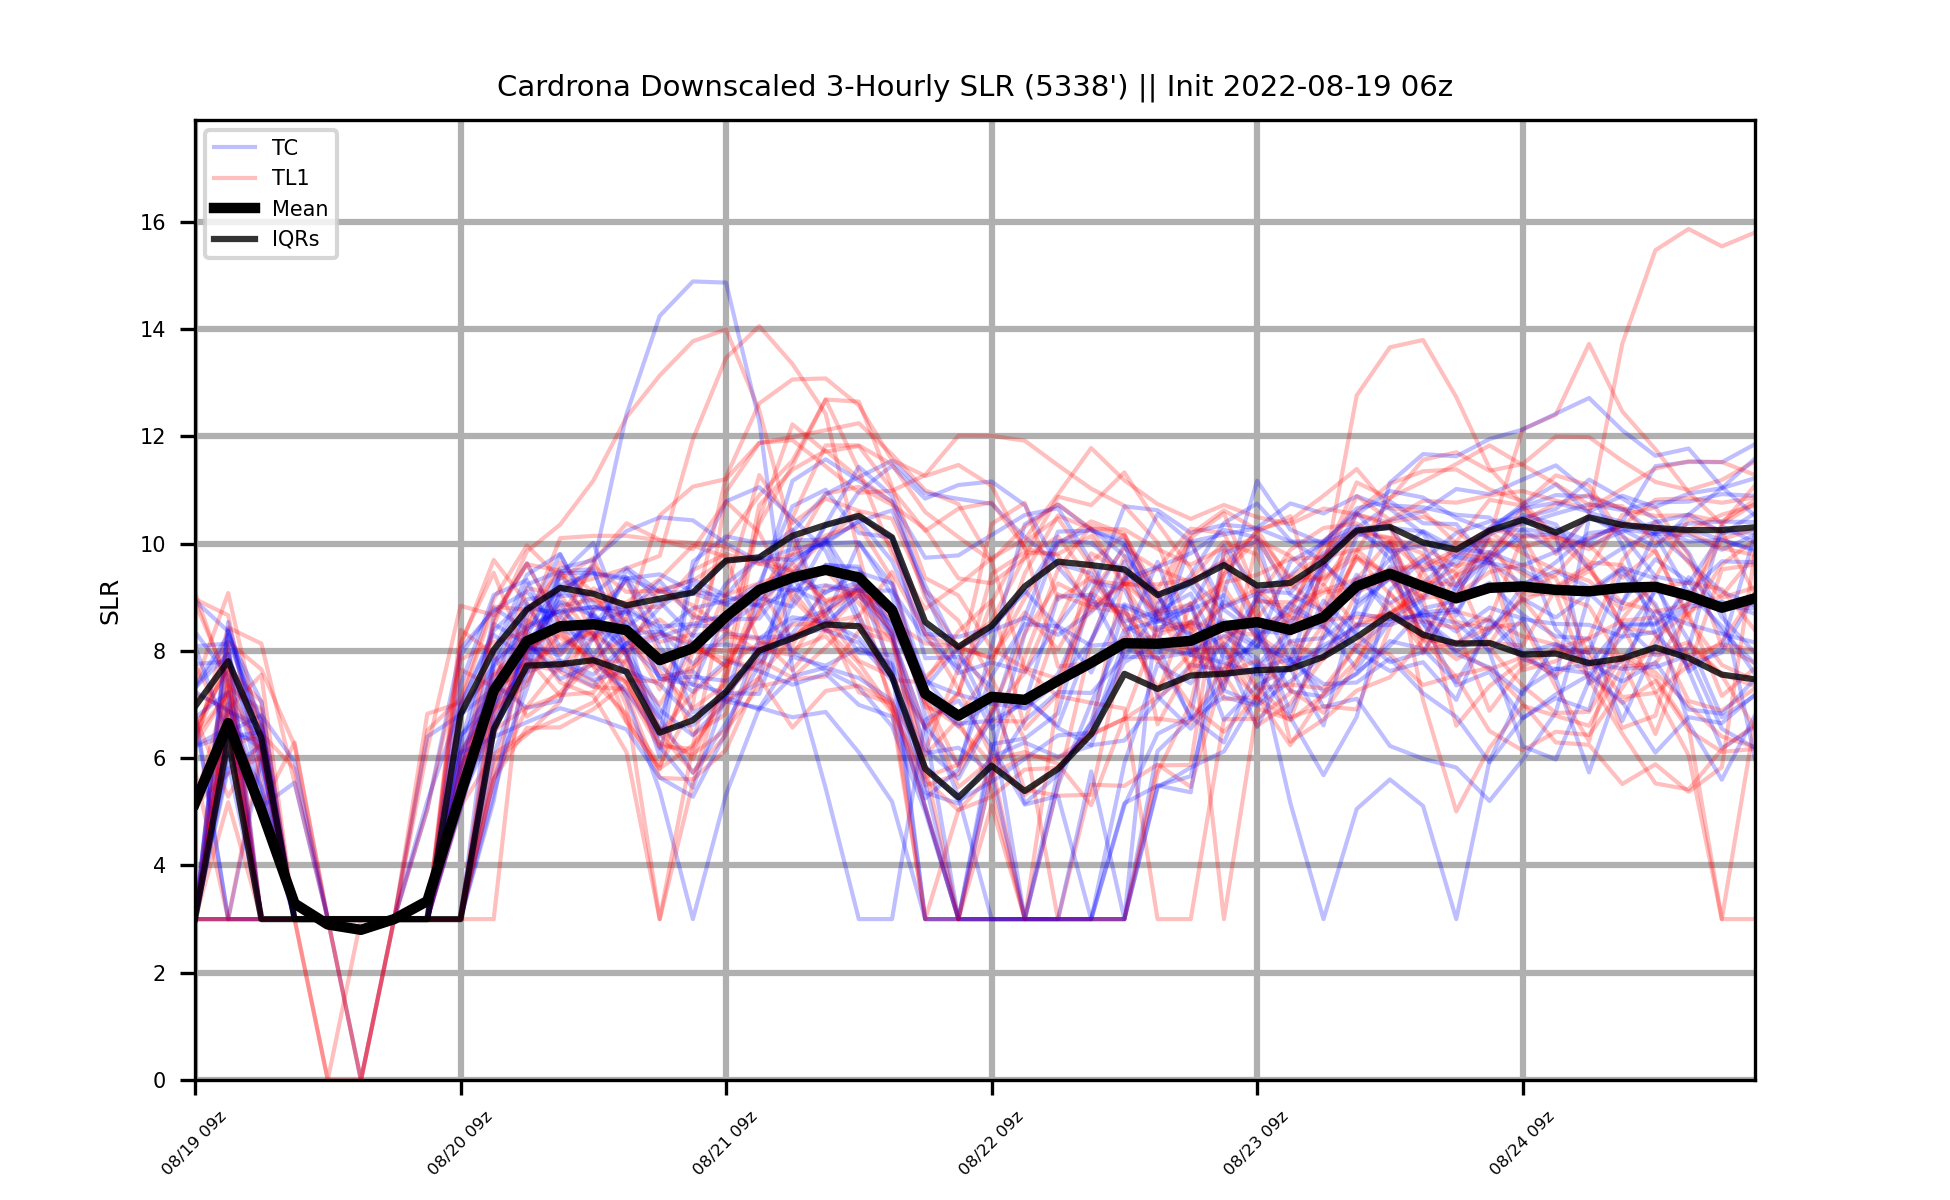 Cardrona Downscaled 3-Hourly SLR (5338') || Init 2022-08-19 06z
TC
TL1
Mean
IQRs
SLR
16
14
12
10
8
6
4
2
0
08/19 09z
08/20 09z
08/21 09z
08/22 09z
08/23 09z
08/24 09z